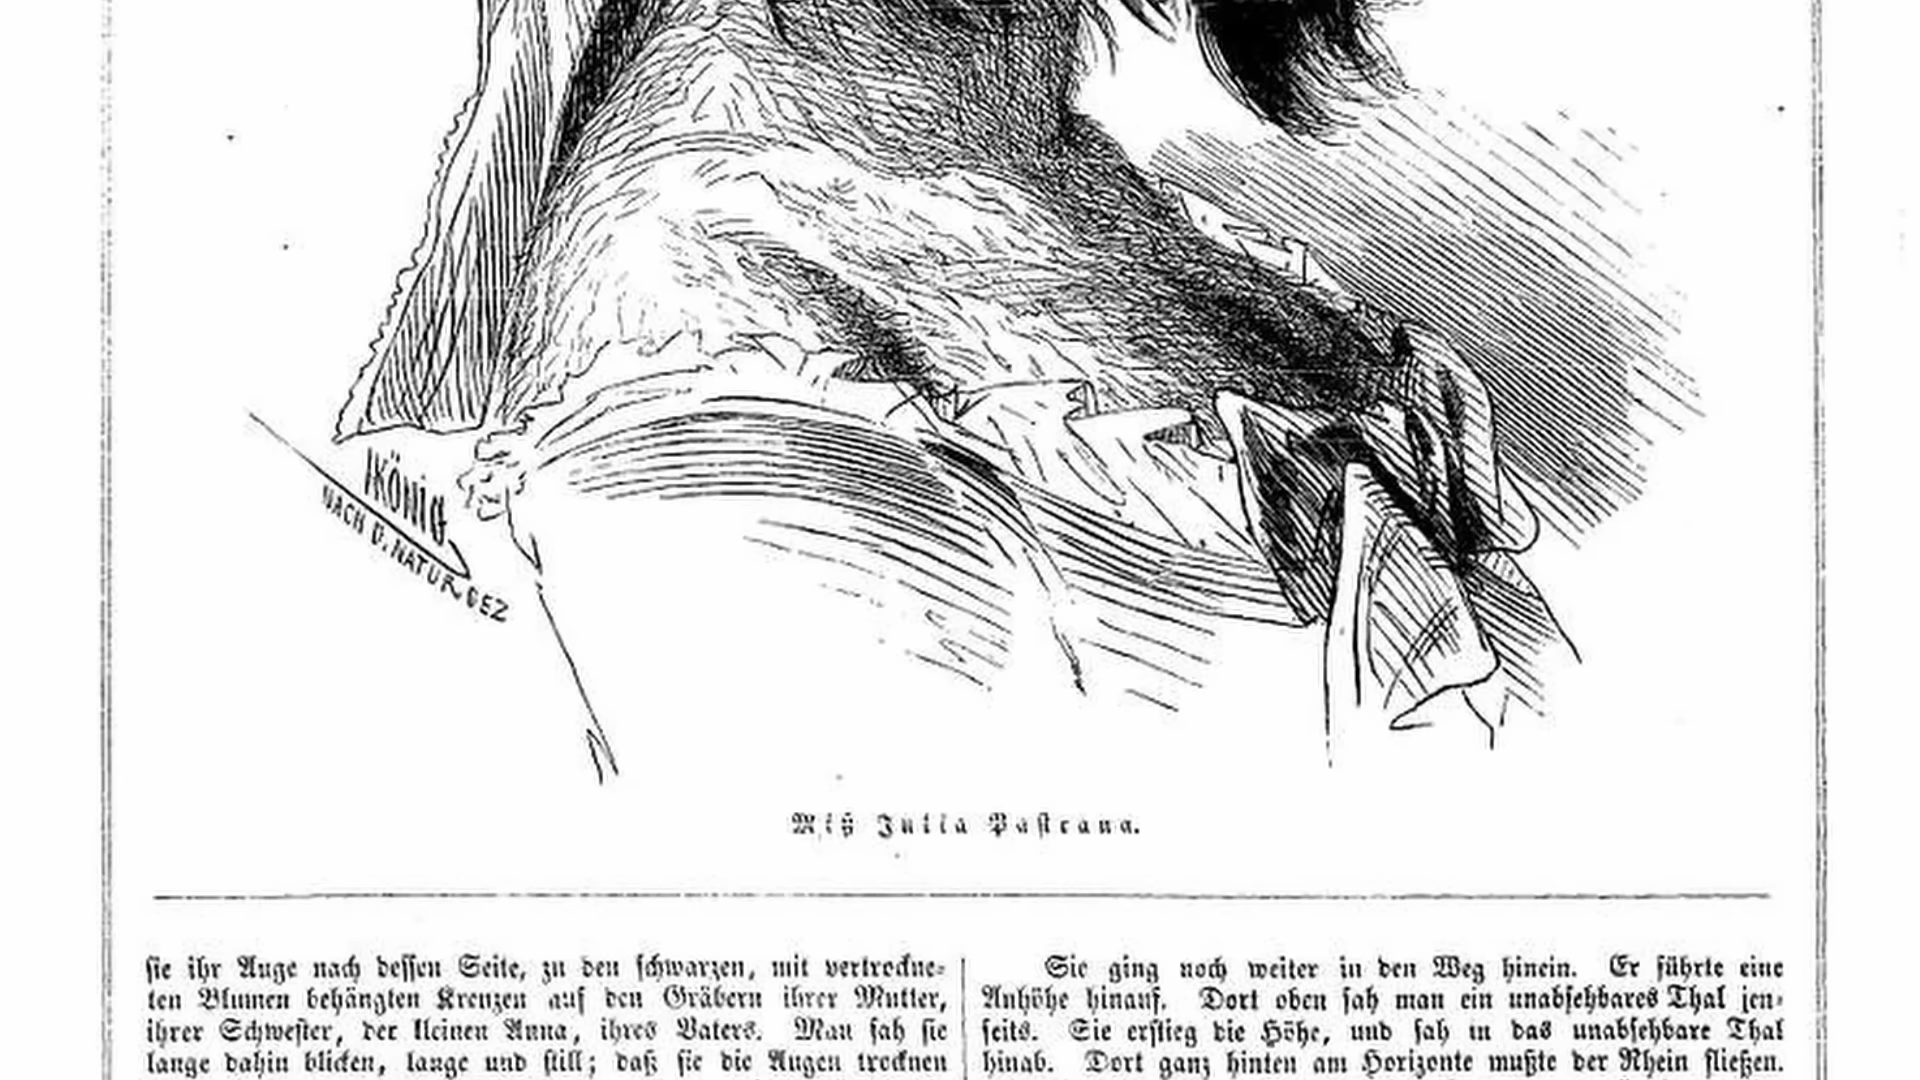 HKÖNIG
NACH D. NATUR GEZ
Miß Julia Pastrana.
sie ihr Auge nach dessen Seite, zu den schwarzen, mit vertrockne-
ten Blumen behängten Kreuzen auf den Gräbern ihrer Mutter,
ihrer Schwester, der kleinen Anna, ihres Vaters. Man sah sie
lange dahin blicken, lange und still; daß sie die Augen trocknen
Sie ging noch weiter in den Weg hinein. Er führte eine
Anhöhe hinauf. Dort oben sah man ein unabsehbares Thal jen-
seits. Sie erstieg die Höhe, und sah in das unabsehbare Thal
hinab. Dort ganz hinten am Horizonte mußte der Rhein fließen.